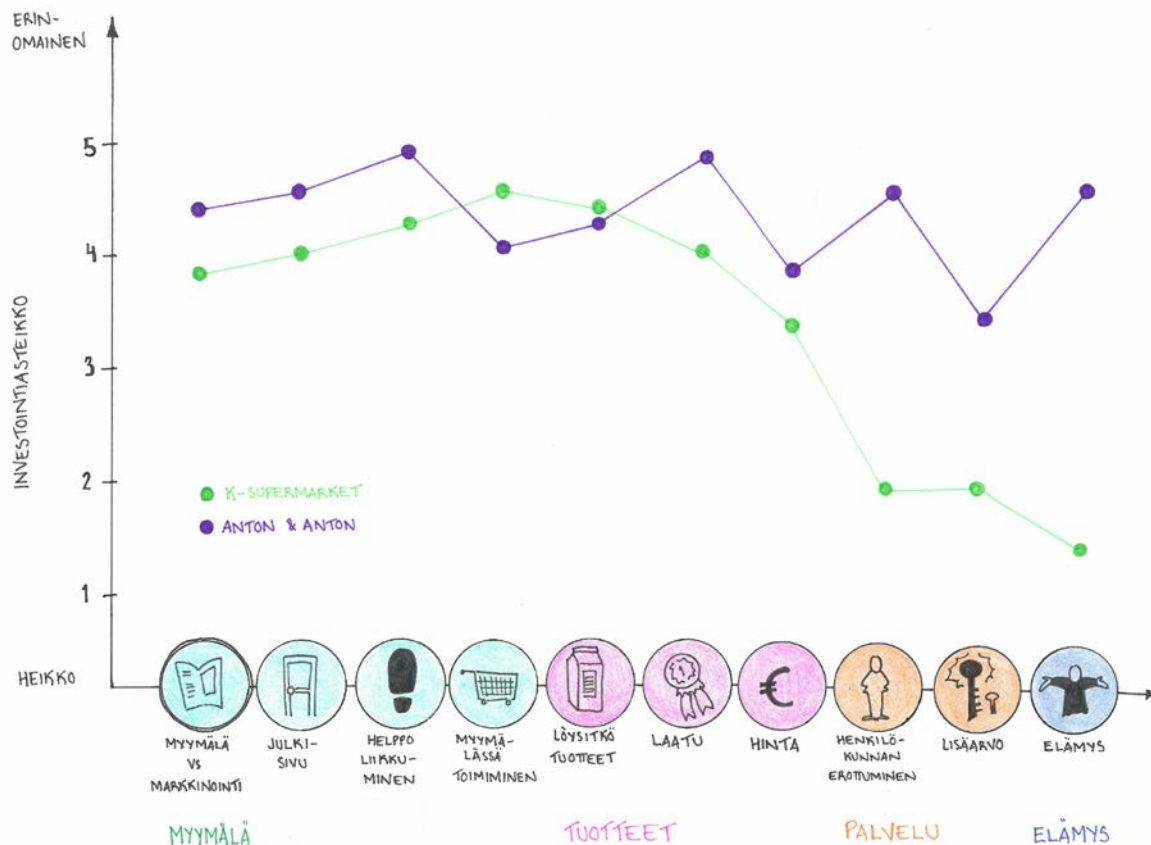 ERIN-
OMAINEN
INVESTOINTIASTEIKKO
5
4
3
2
1
K-SUPERMARKET
ANTON & ANTON
HEIKKO
1
€
MYYMÄLÄ
VS
MARKKINOINTI
JULKI-
SIVU
HELPPO
LIIKKU-
MINEN
MYYMÄ-
LÄSSÄ
TOIMIMINEN
LÖYSITKÖ
TUOTTEET
LAATU
HINTA
HENKILÖ-
KUNNAN
EROTTUMINEN
LISÄARVO
ELÄMYS
MYYMÄLÄ
TUOTTEET
PALVELU
ELÄMYS